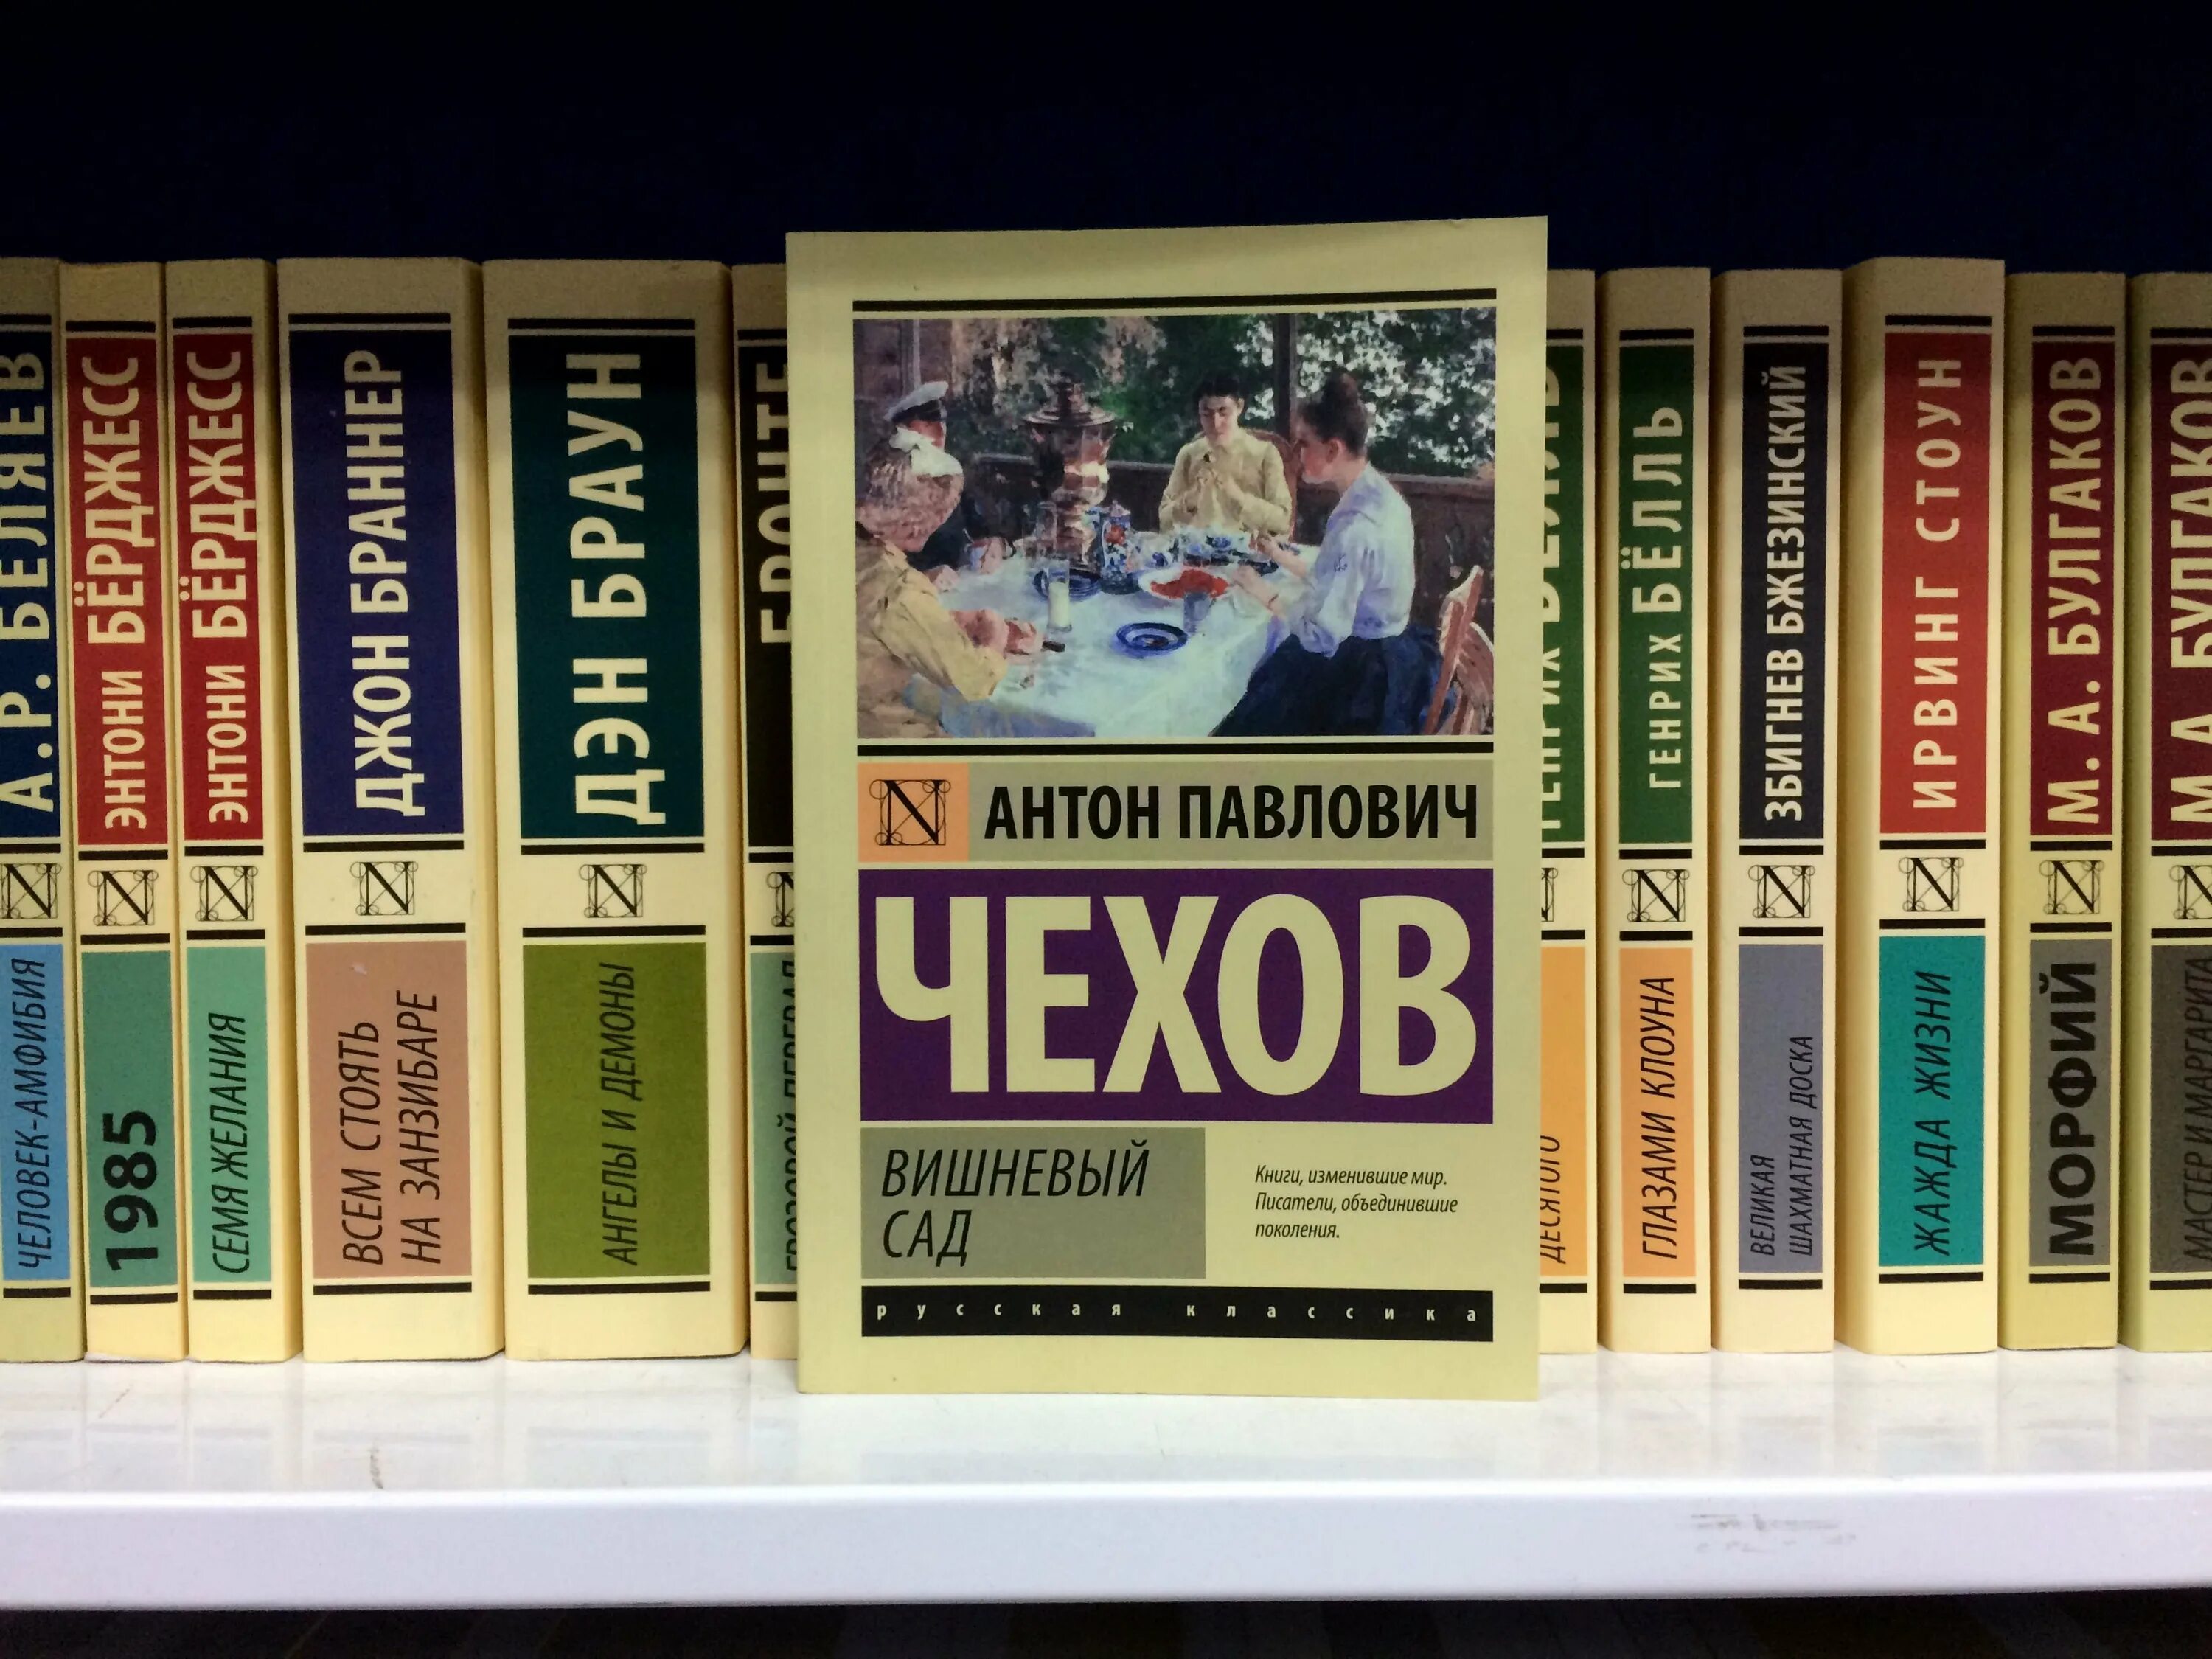 А.Р. БЕЛЯЕВ
ЧЕЛОВЕК-АМФИБИЯ
ЭНТОНИ БЁРДЖЕСС
N
1985
ЭНТОНИ БЁРДЖЕСС
N
СЕМЯ ЖЕЛАНИЯ
ДЖОН БРАННЕР
N
ВСЕМ СТОЯТЬ
НА ЗАНЗИБАРЕ
ДЭН БРАУН
N
АНГЕЛЫ И ДЕМОНЫ
БРОНТЕ
N
АНТОН ПАВЛОВИЧ
ЧЕХОВ
ВИШНЕВЫЙ
САД
Книги, изменившие мир.
Писатели, объединившие
поколения.
русская классика
ДЕСЯТОГО
ГЕНРИХ БЁЛЛЬ
N
ГЛАЗАМИ КЛОУНА
ЗБИГНЕВ БЖЕЗИНСКИЙ
N
ВЕЛИКАЯ
ШАХМАТНАЯ ДОСКА
ИРВИНГ СТОУН
N
ЖАЖДА ЖИЗНИ
М. А. БУЛГАКОВ
N
МОРФИЙ
М. А. БУЛГАКОВ
N
МАСТЕР И МАРГАРИТА